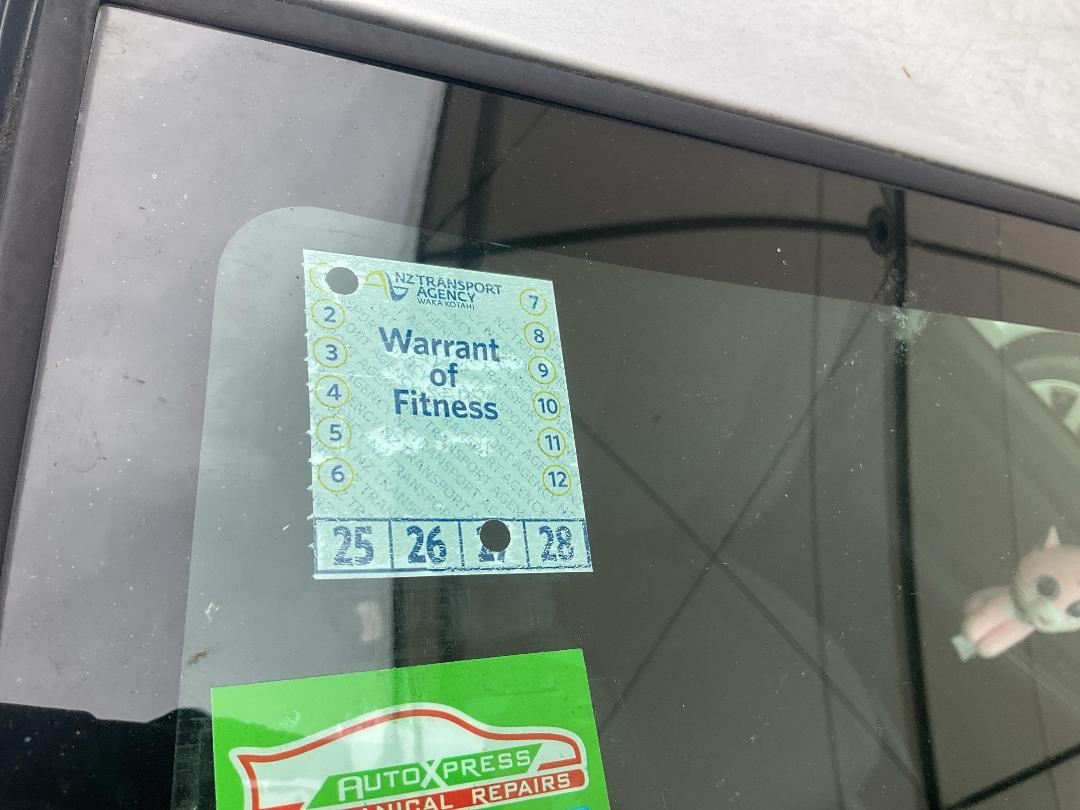 NZ TRANSPORT
AGENCY
WAKA KOTAHI
Warrant
of
Fitness
2
3
4
5
6
7
8
9
10
11
12
25 26 28
AUTOXPRESS
REPAIRS